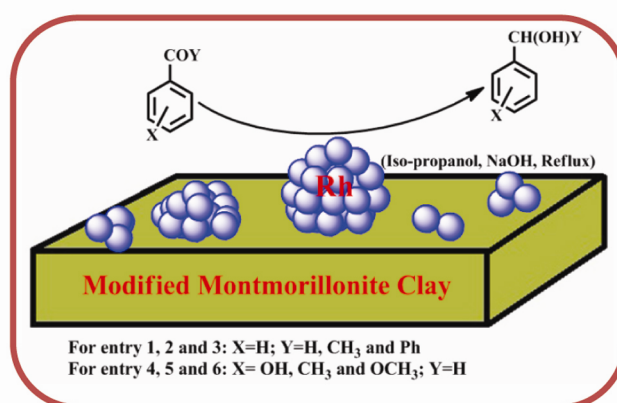 COY
X
CH(OH)Y
X
(Iso-propanol, NaOH, Reflux)
Rh
Modified Montmorillonite Clay
For entry 1, 2 and 3: X=H; Y=H, CH₃ and Ph
For entry 4, 5 and 6: X= OH, CH₃ and OCH₃; Y=H